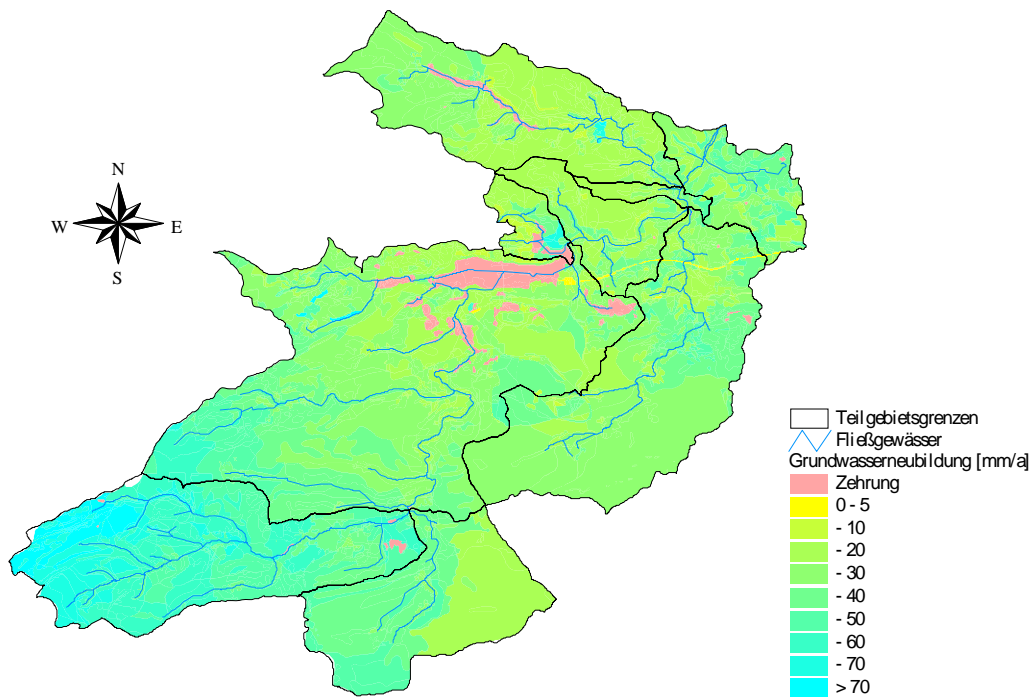 N
W
E
S
Teilgebietsgrenzen
Fließgewässer
Grundwasserneubildung [mm/a]
Zehrung
0 - 5
- 10
- 20
- 30
- 40
- 50
- 60
- 70
> 70